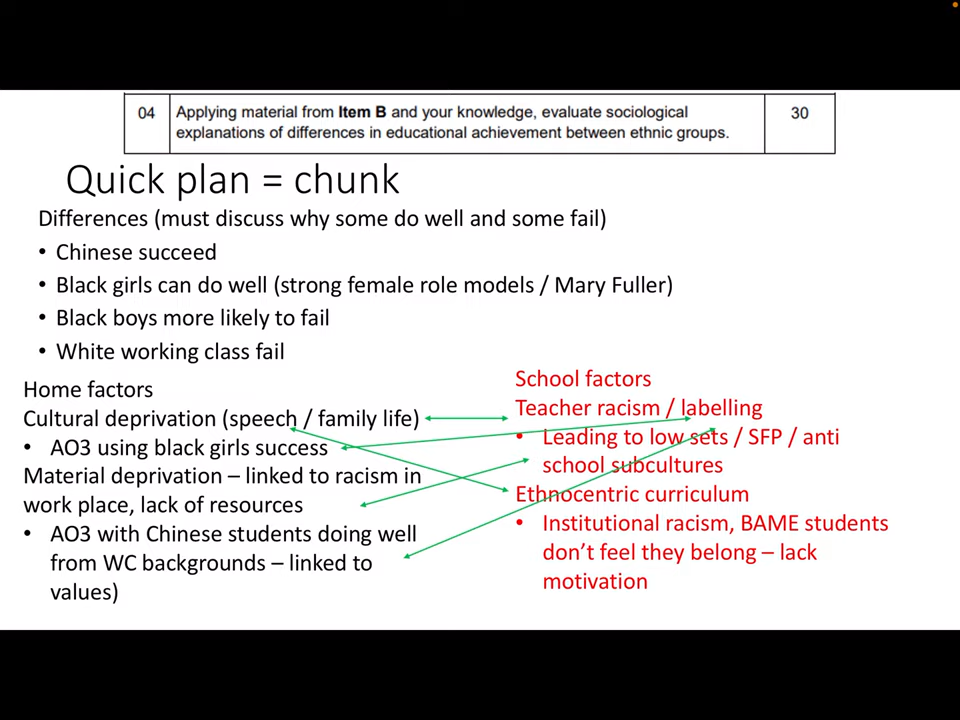 04
Applying material from Item B and your knowledge, evaluate sociological
explanations of differences in educational achievement between ethnic groups.
30
Quick plan = chunk
Differences (must discuss why some do well and some fail)
• Chinese succeed
• Black girls can do well (strong female role models / Mary Fuller)
• Black boys more likely to fail
• White working class fail
Home factors
Cultural deprivation (speech / family life)
• AO3 using black girls success
Material deprivation – linked to racism in
work place, lack of resources
• AO3 with Chinese students doing well
from WC backgrounds – linked to
values)
School factors
Teacher racism / labelling
• Leading to low sets / SFP / anti
school subcultures
Ethnocentric curriculum
• Institutional racism, BAME students
don’t feel they belong – lack
motivation